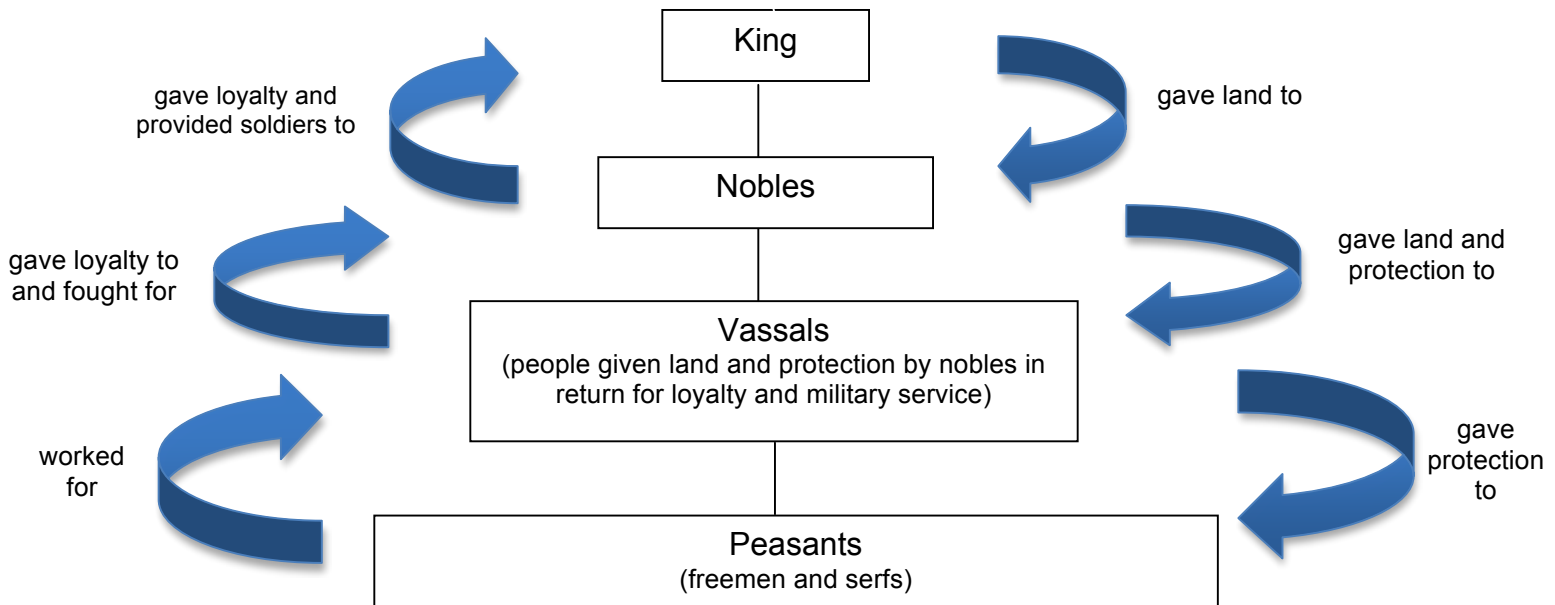 King
gave loyalty and
provided soldiers to
gave land to
Nobles
gave loyalty to
and fought for
gave land and
protection to
Vassals
(people given land and protection by nobles in
return for loyalty and military service)
worked
for
gave
protection
to
Peasants
(freemen and serfs)